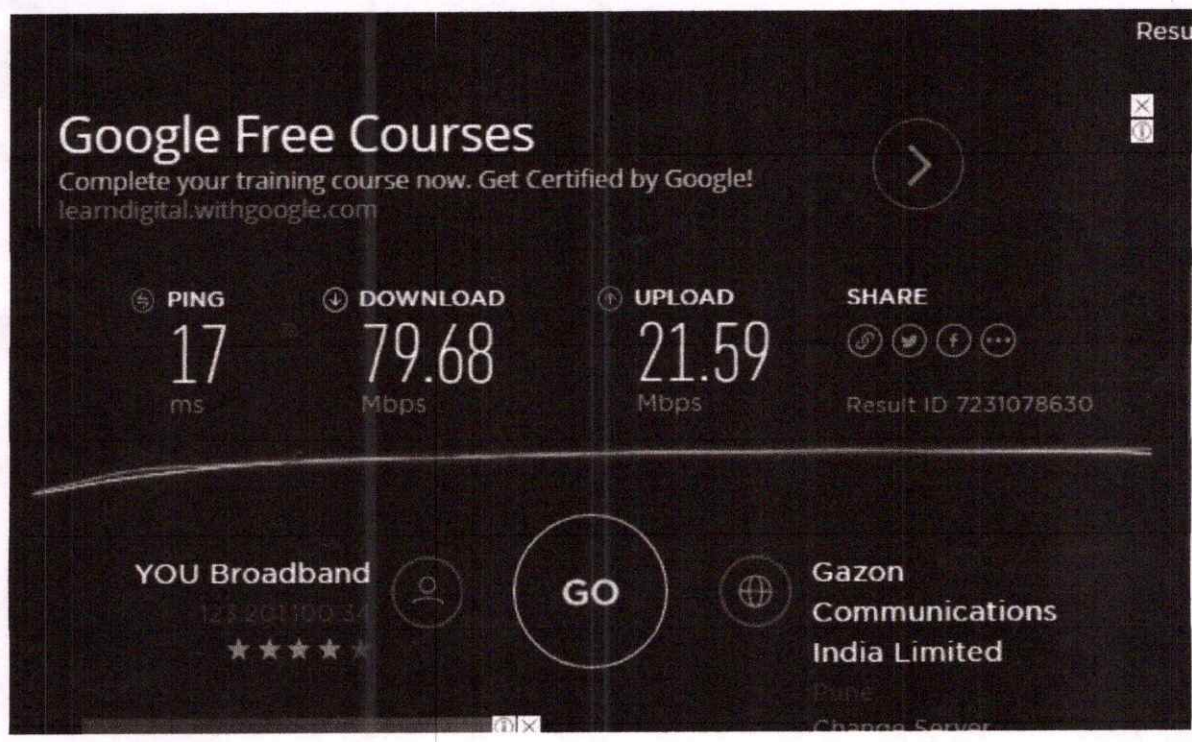 Resu
Google Free Courses
Complete your training course now. Get Certified by Google!
learndigital.withgoogle.com
PING
17
ms
DOWNLOAD
79.68
Mbps
UPLOAD
21.59
Mbps
SHARE
Result ID 7231078630
YOU Broadband
GO
Gazon
Communications
India Limited
Pune
Change Server